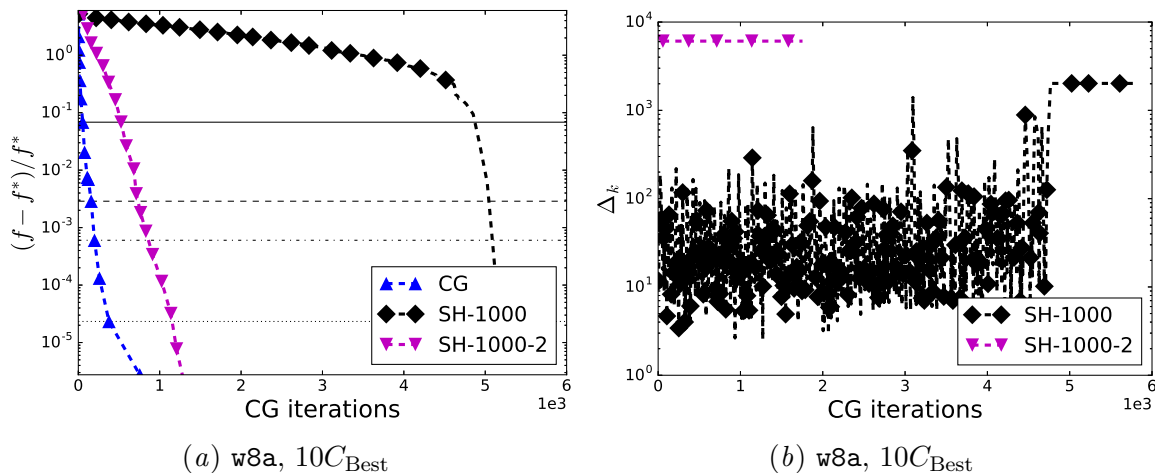 10^0
10^-1
10^-2
10^-3
10^-4
10^-5
(f − f*)/f*
CG
SH-1000
SH-1000-2
0 1 2 3 4 5 6
CG iterations 1e3
(a) w8a, 10C_Best
10^4
10^3
10^2
10^1
10^0
Δ_k
SH-1000
SH-1000-2
0 1 2 3 4 5 6
CG iterations 1e3
(b) w8a, 10C_Best